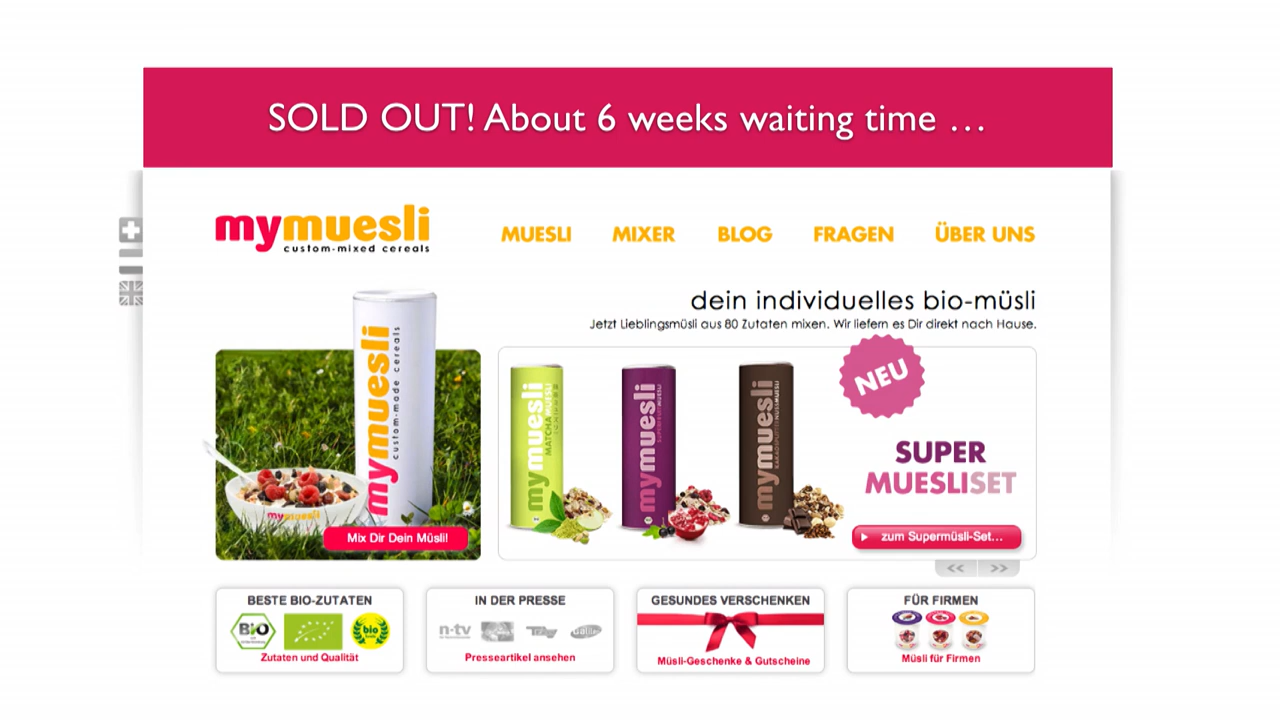 SOLD OUT! About 6 weeks waiting time …
mymuesli
custom-mixed cereals
MUESLI
MIXER
BLOG
FRAGEN
ÜBER UNS
dein individuelles bio-müsli
Jetzt Lieblingsmüsli aus 80 Zutaten mixen. Wir liefern es Dir direkt nach Hause.
mymuesli
custom-made cereals
mymuesli
Mix Dir Dein Müsli!
mymuesli
MATCHAMUESLI
mymuesli
mymuesli
NEU
SUPER
MUESLISET
zum Supermüsli-Set...
<< >>
BESTE BIO-ZUTATEN
Bio
bio
Zutaten und Qualität
IN DER PRESSE
n-tv
Galileo
Presseartikel ansehen
GESUNDES VERSCHENKEN
Müsli-Geschenke & Gutscheine
FÜR FIRMEN
Müsli für Firmen